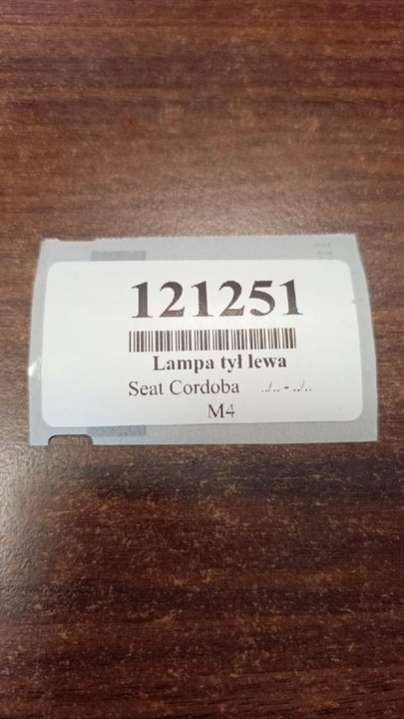 121251
Lampa tył lewa
Seat Cordoba ../.. - ../..
M4